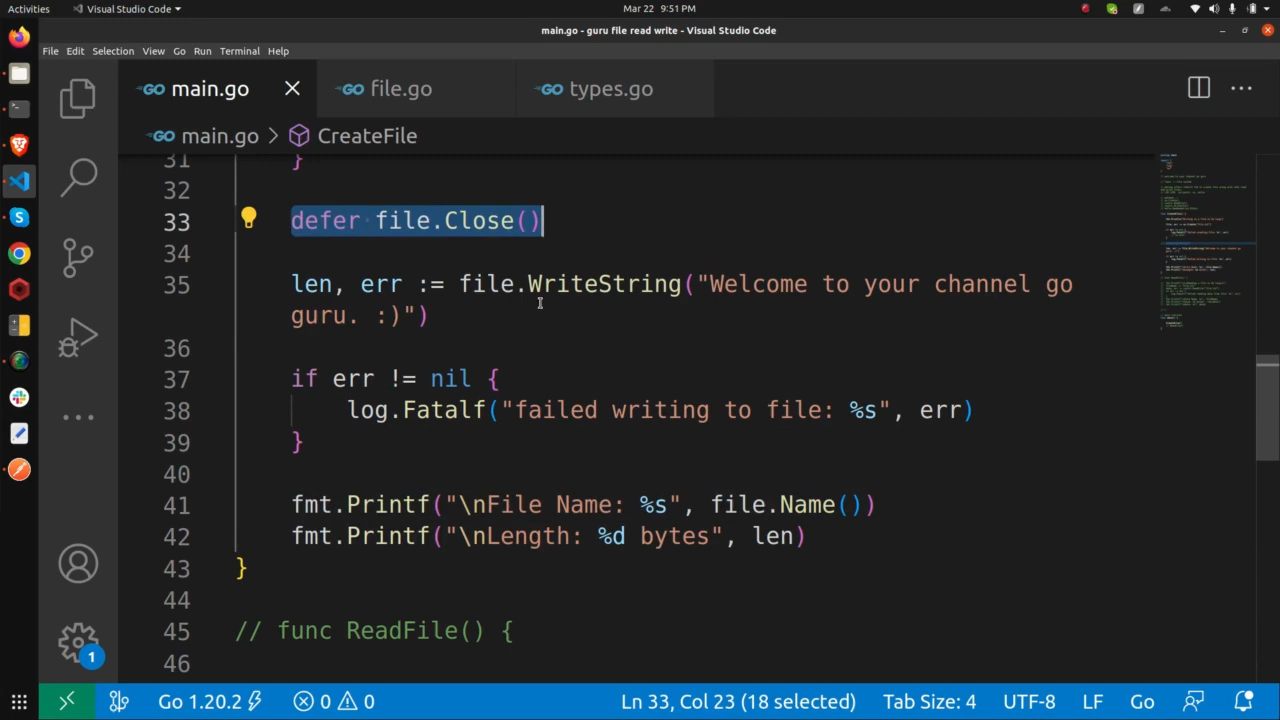 Activities
Visual Studio Code
Mar 22 9:51 PM
main.go - guru file read write - Visual Studio Code
File Edit Selection View Go Run Terminal Help
GO main.go
GO file.go
GO types.go
GO main.go > CreateFile
31 }
32
33 defer file.Close()
34
35 len, err := file.WriteString("Welcome to your channel go
guru. :)")
36
37 if err != nil {
38 log.Fatalf("failed writing to file: %s", err)
39 }
40
41 fmt.Printf("\nFile Name: %s", file.Name())
42 fmt.Printf("\nLength: %d bytes", len)
43 }
44
45 // func ReadFile() {
46
1
Go 1.20.2
0
0
Ln 33, Col 23 (18 selected)
Tab Size: 4
UTF-8
LF
Go